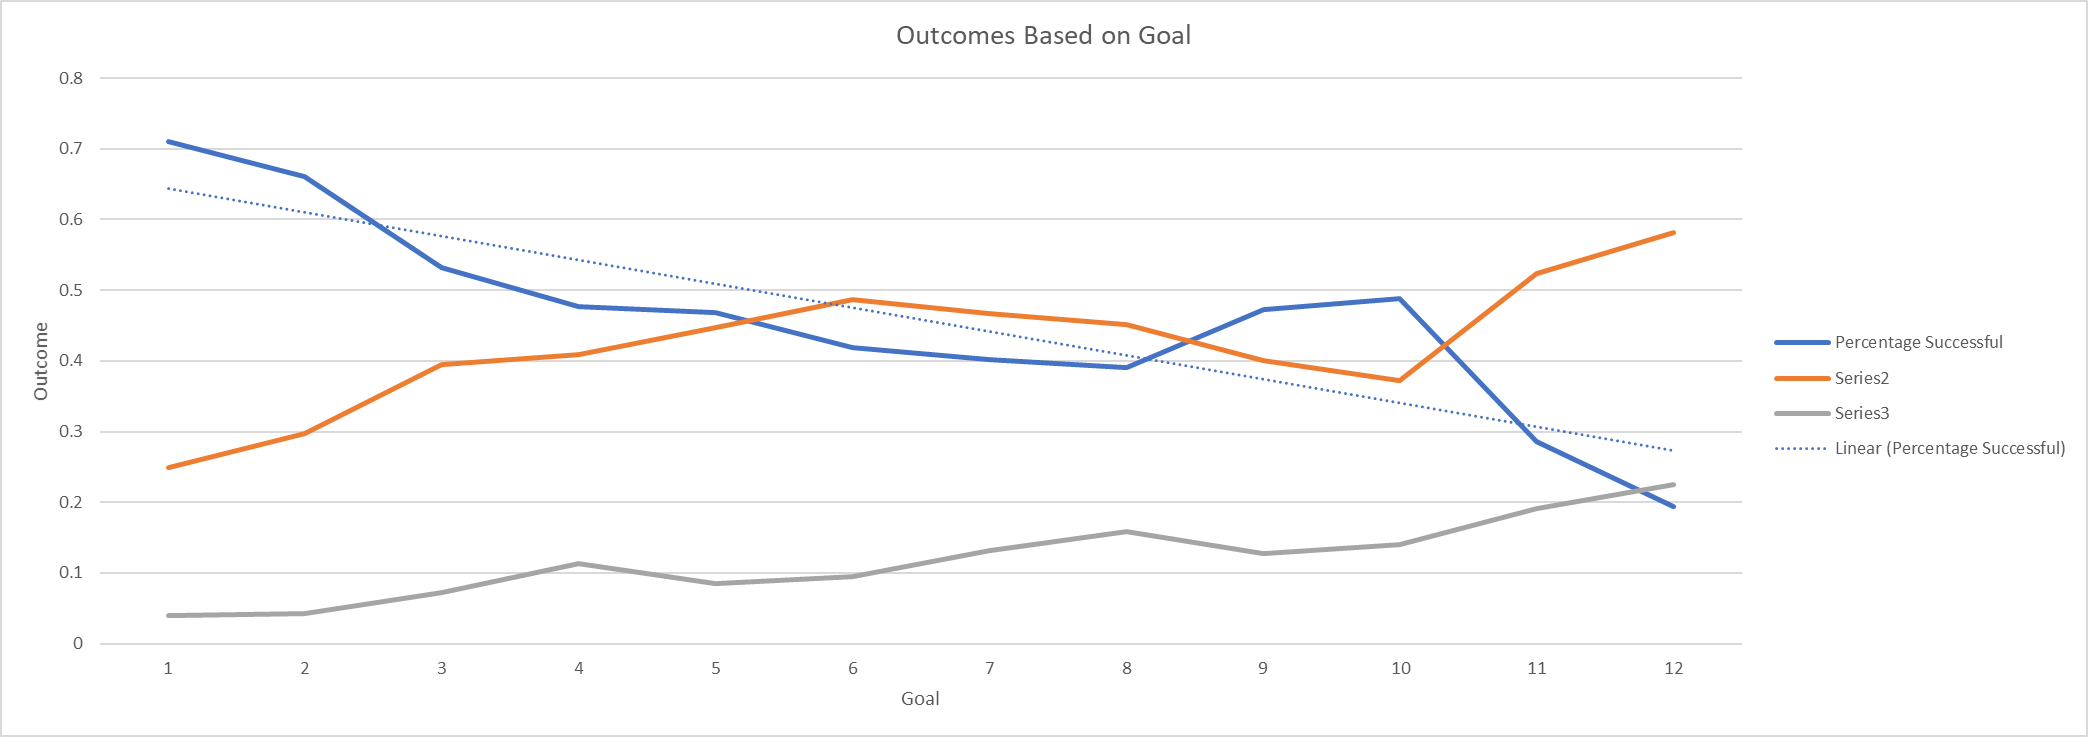 Outcomes Based on Goal
0.8
0.7
0.6
0.5
0.4
0.3
0.2
0.1
0
Outcome
1 2 3 4 5 6 7 8 9 10 11 12
Goal
Percentage Successful
Series2
Series3
Linear (Percentage Successful)